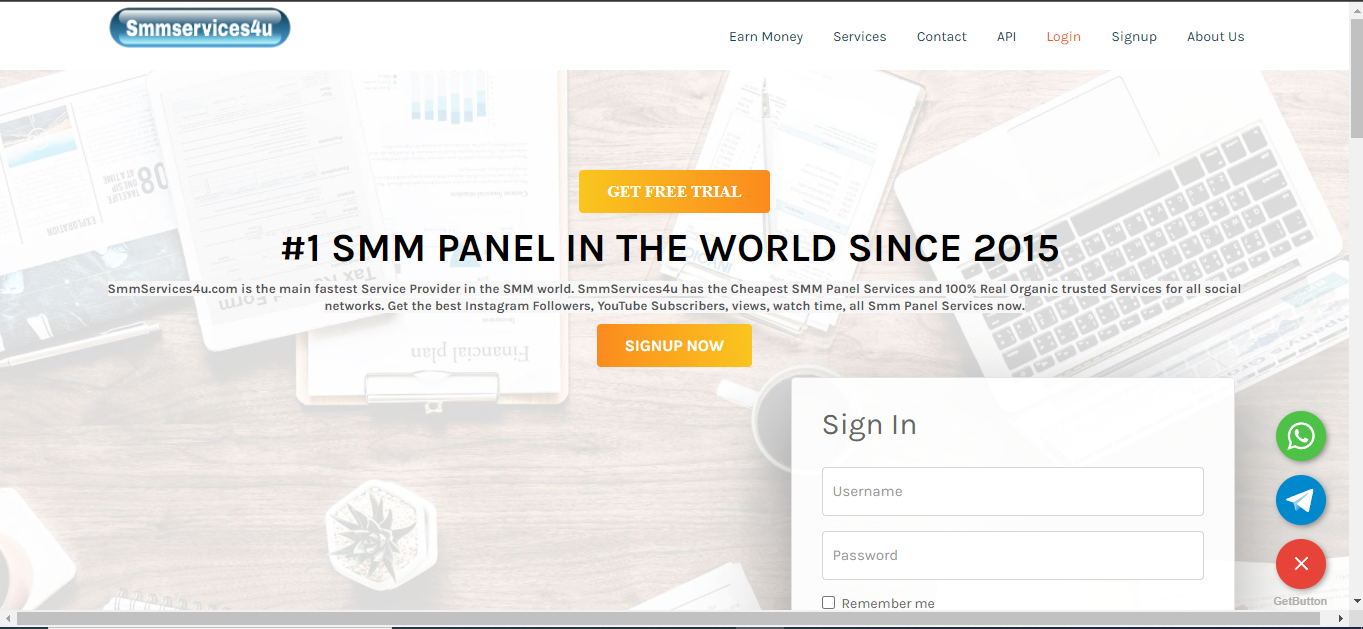 Smmservices4u
Earn Money
Services
Contact
API
Login
Signup
About Us
GET FREE TRIAL
#1 SMM PANEL IN THE WORLD SINCE 2015
SmmServices4u.com is the main fastest Service Provider in the SMM world. SmmServices4u has the Cheapest SMM Panel Services and 100% Real Organic trusted Services for all social
networks. Get the best Instagram Followers, YouTube Subscribers, views, watch time, all Smm Panel Services now.
SIGNUP NOW
Financial plan
Sign In
Username
Password
Remember me
GetButton